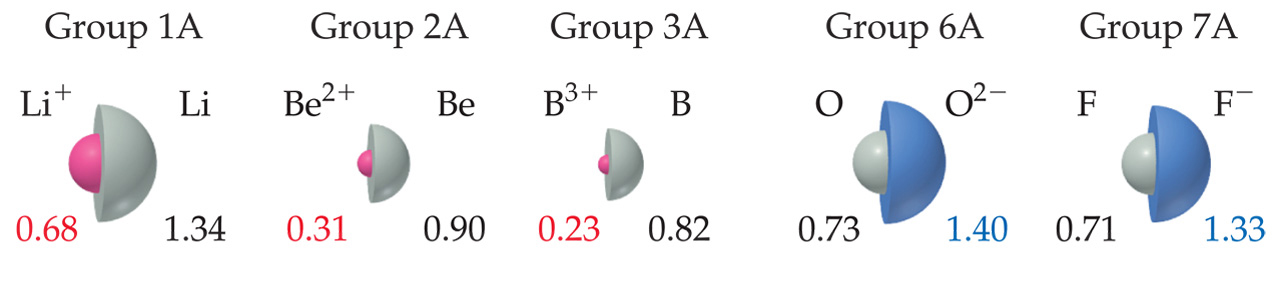 Group 1A Group 2A Group 3A Group 6A Group 7A
Li⁺ Li Be²⁺ Be B³⁺ B O O²⁻ F F⁻
0.68 1.34 0.31 0.90 0.23 0.82 0.73 1.40 0.71 1.33